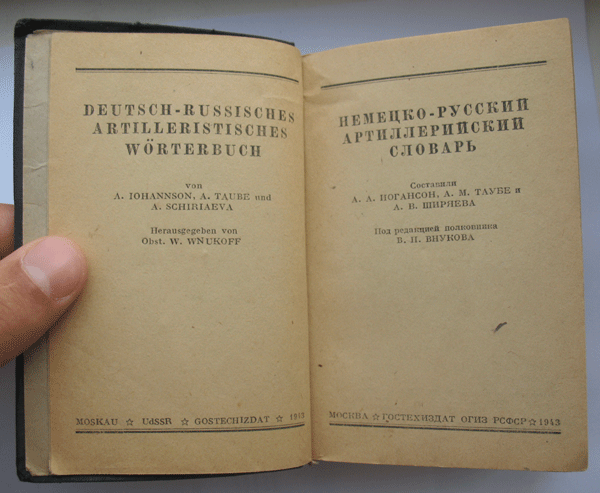 DEUTSCH-RUSSISCHES
ARTILLERISTISCHES
WÖRTERBUCH
von
A. IOHANNSON, A. TAUBE und
A. SCHIRIAEVA
Herausgegeben von
Obst. W. WNUKOFF
MOSKAU ☆ UdSSR ☆ GOSTECHIZDAT ☆ 1943
НЕМЕЦКО-РУССКИЙ
АРТИЛЛЕРИЙСКИЙ
СЛОВАРЬ
Составили
А. А. ИОГАНСОН, А. М. ТАУБЕ и
А. В. ШИРЯЕВА
Под редакцией полковника
В. П. ВНУКОВА
МОСКВА ☆ ГОСТЕХИЗДАТ ОГИЗ РСФСР ☆ 1943